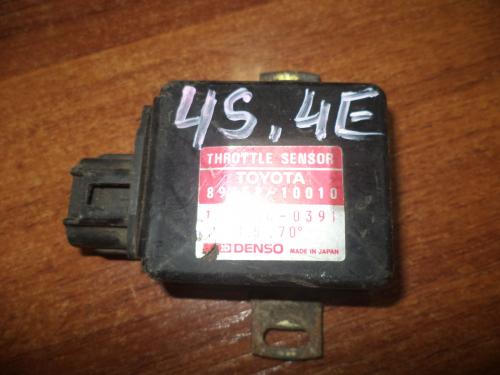 4S, 4E
THROTTLE SENSOR
TOYOTA
10010
0391
70°
DENSO MADE IN JAPAN